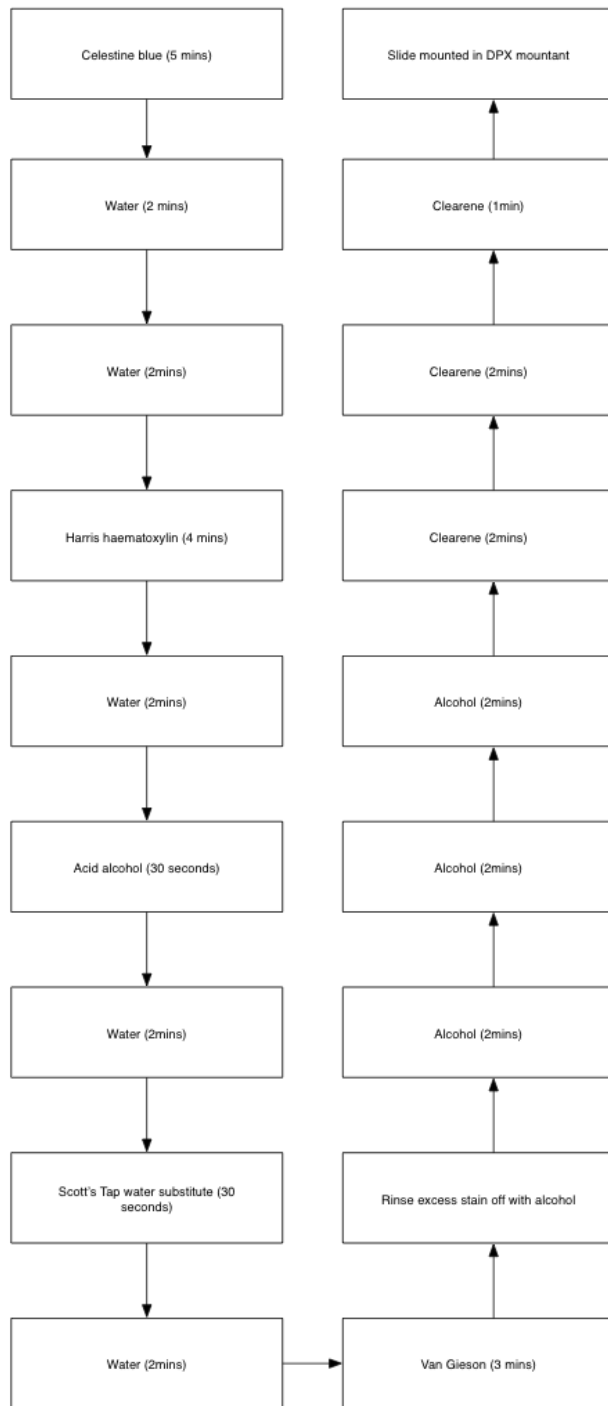 Celestine blue (5 mins)
Water (2 mins)
Water (2mins)
Harris haematoxylin (4 mins)
Water (2mins)
Acid alcohol (30 seconds)
Water (2mins)
Scott's Tap water substitute (30
seconds)
Water (2mins)
Van Gieson (3 mins)
Rinse excess stain off with alcohol
Alcohol (2mins)
Alcohol (2mins)
Alcohol (2mins)
Clearene (2mins)
Clearene (2mins)
Clearene (1min)
Slide mounted in DPX mountant